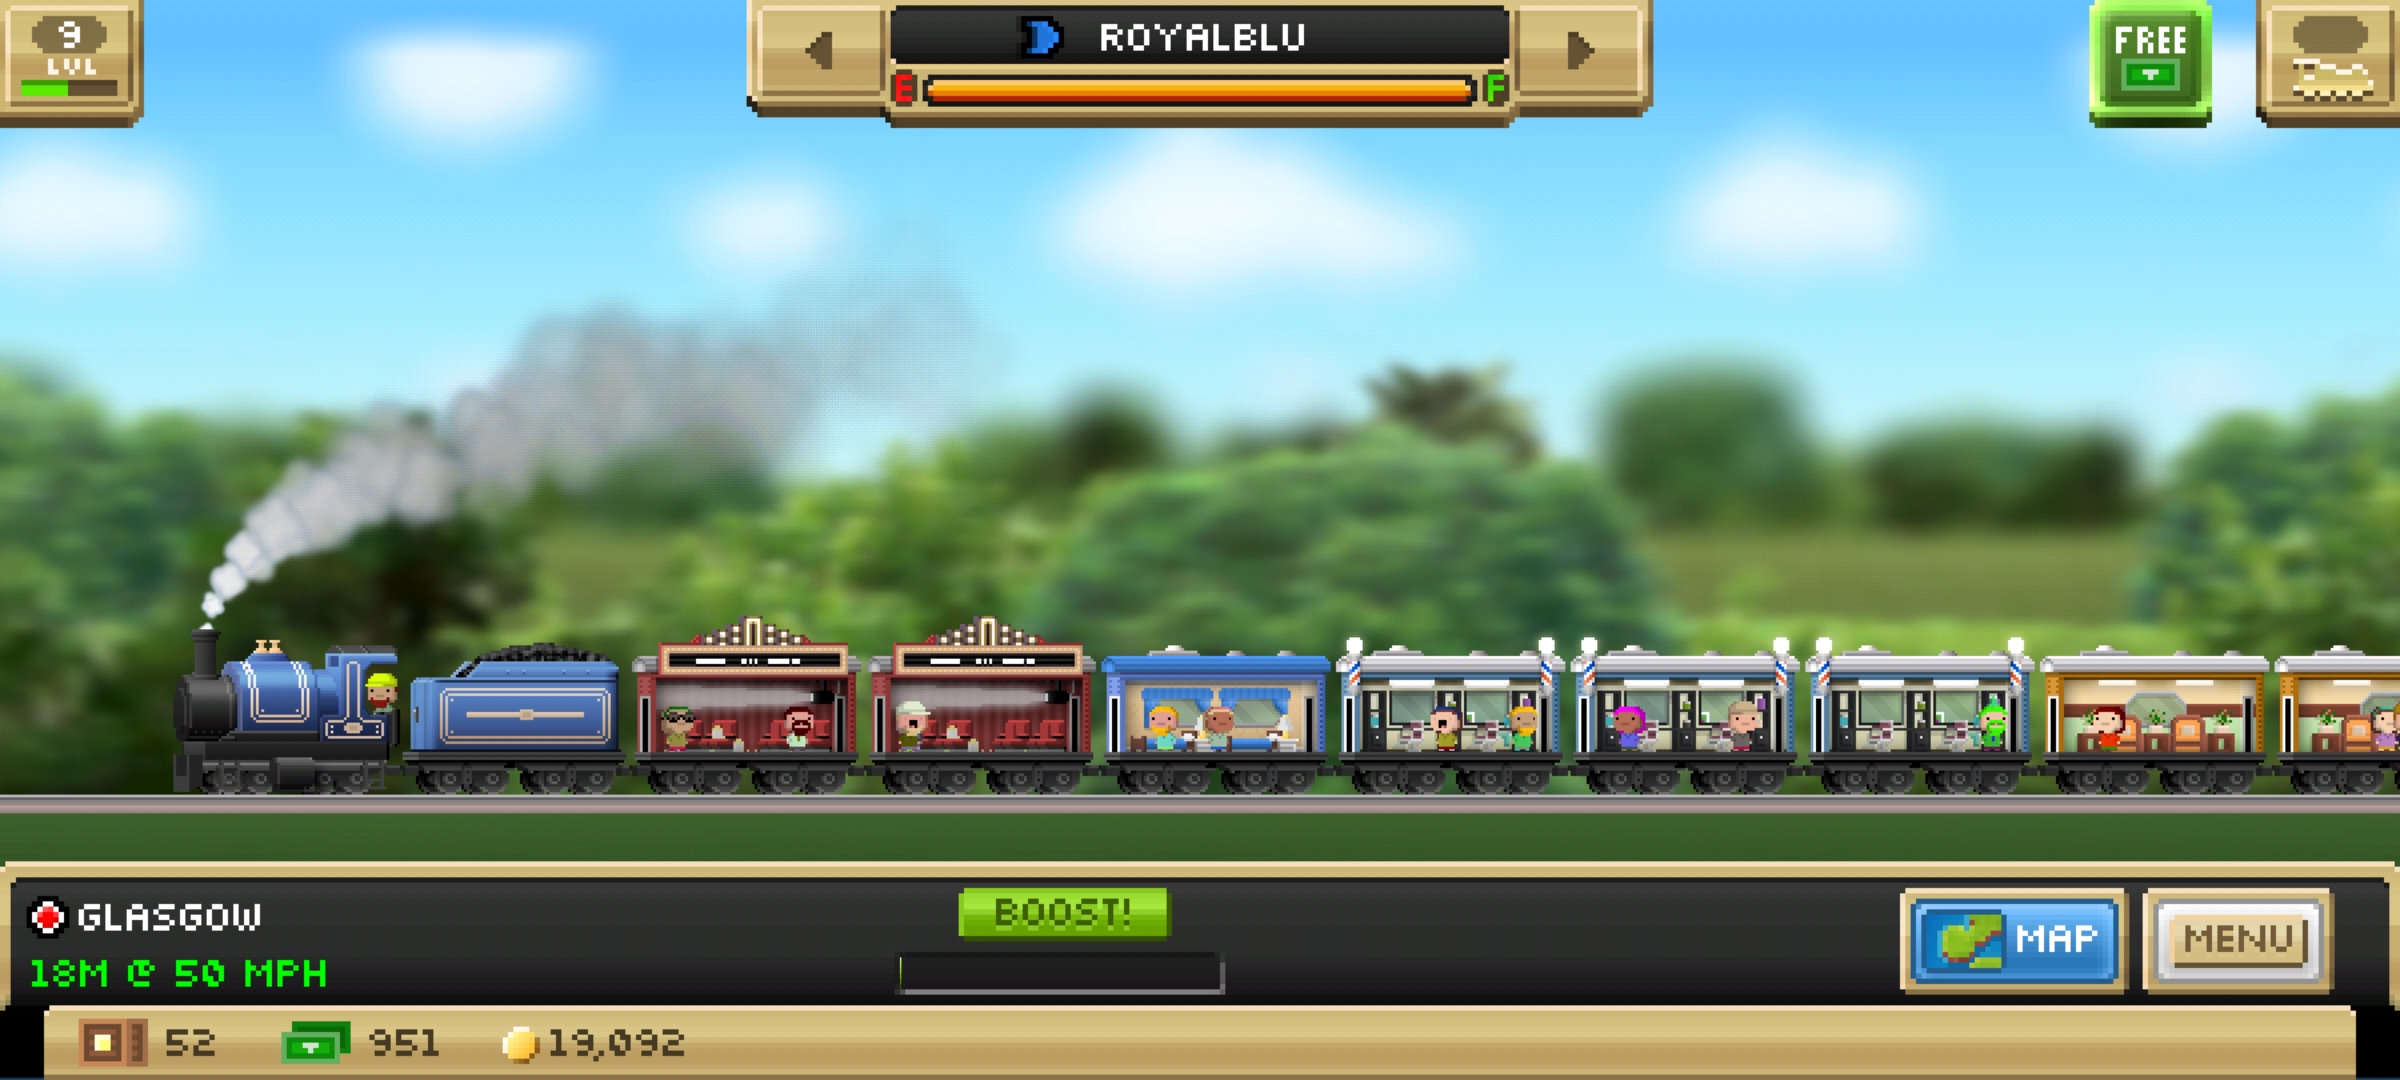 9
LVL
ROYALBLU
E F
FREE
GLASGOW
18M @ 50 MPH
BOOST!
MAP
MENU
52
951
19,092